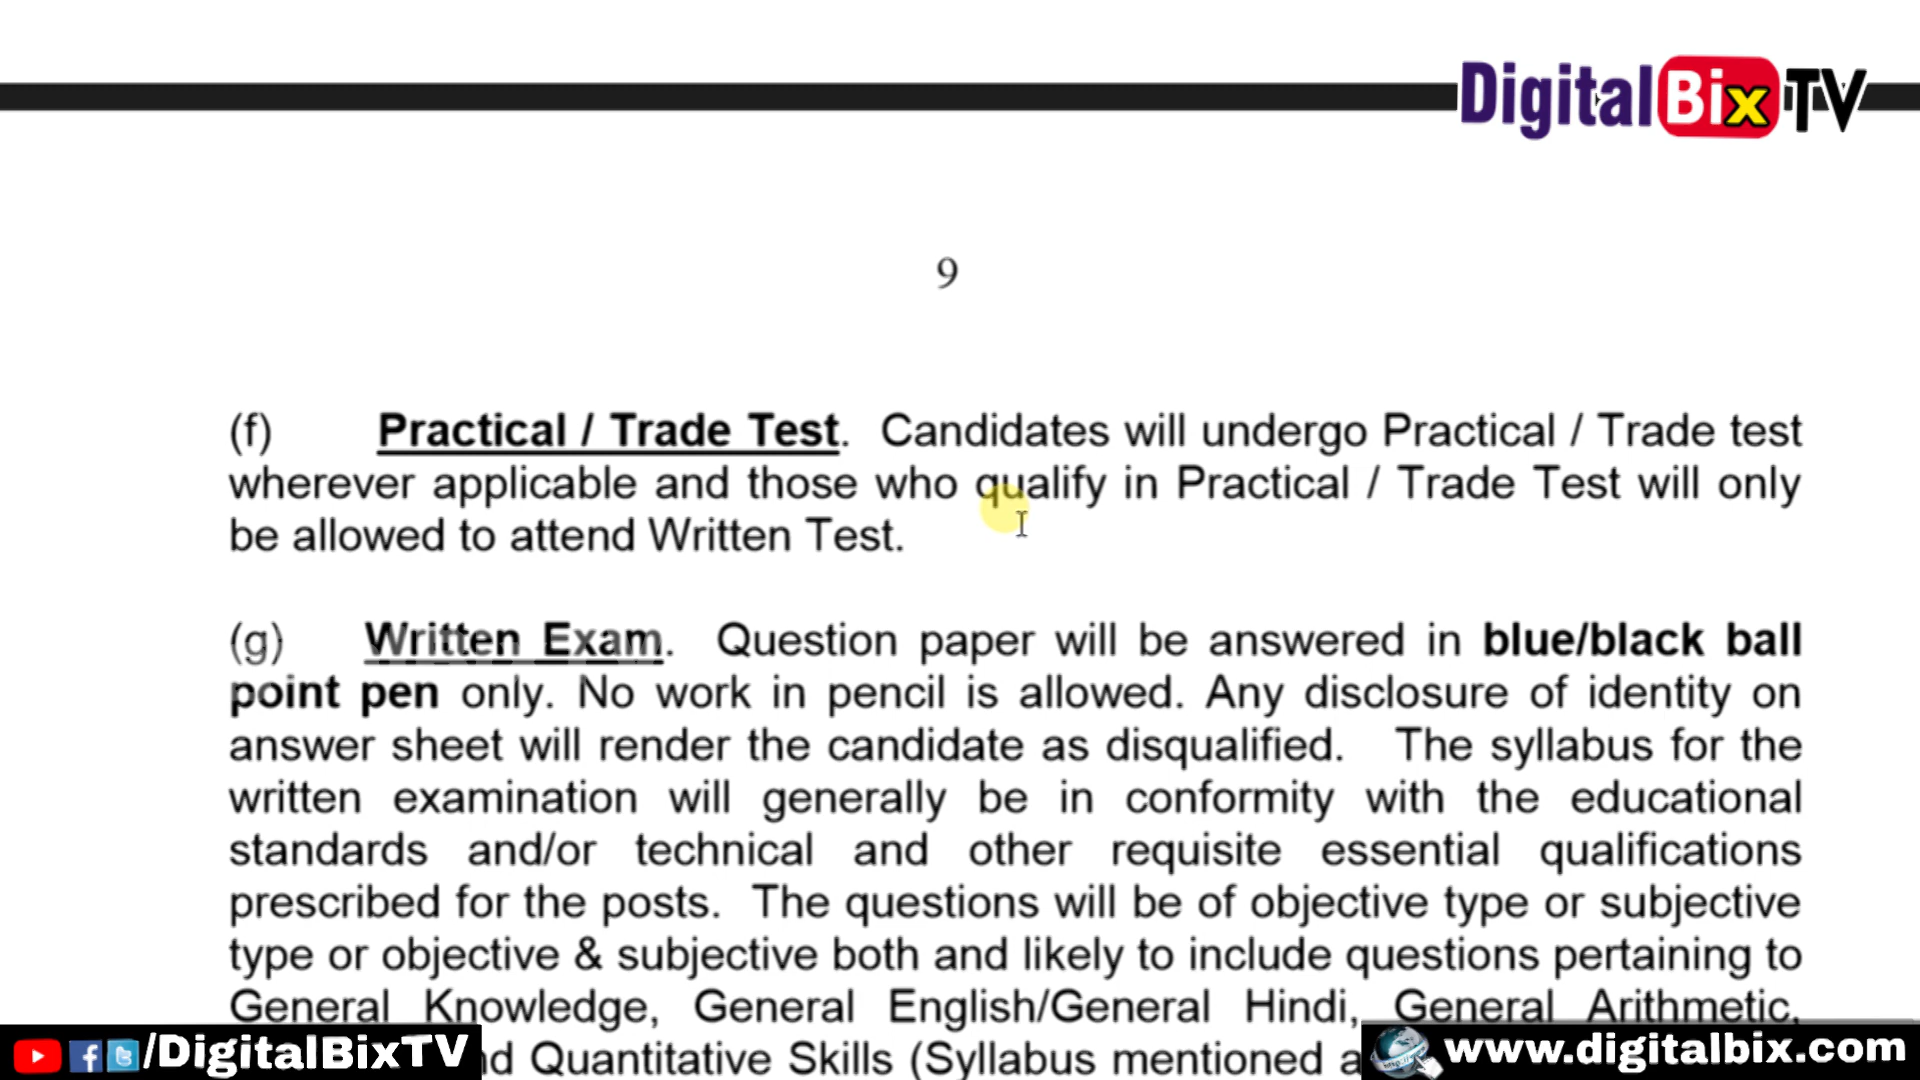 DigitalBixTV
9
(f) Practical / Trade Test. Candidates will undergo Practical / Trade test
wherever applicable and those who qualify in Practical / Trade Test will only
be allowed to attend Written Test.
(g) Written Exam. Question paper will be answered in blue/black ball
point pen only. No work in pencil is allowed. Any disclosure of identity on
answer sheet will render the candidate as disqualified. The syllabus for the
written examination will generally be in conformity with the educational
standards and/or technical and other requisite essential qualifications
prescribed for the posts. The questions will be of objective type or subjective
type or objective & subjective both and likely to include questions pertaining to
General Knowledge, General English/General Hindi, General Arithmetic,
Quantitative Skills (Syllabus mentioned
/DigitalBixTV
www.digitalbix.com